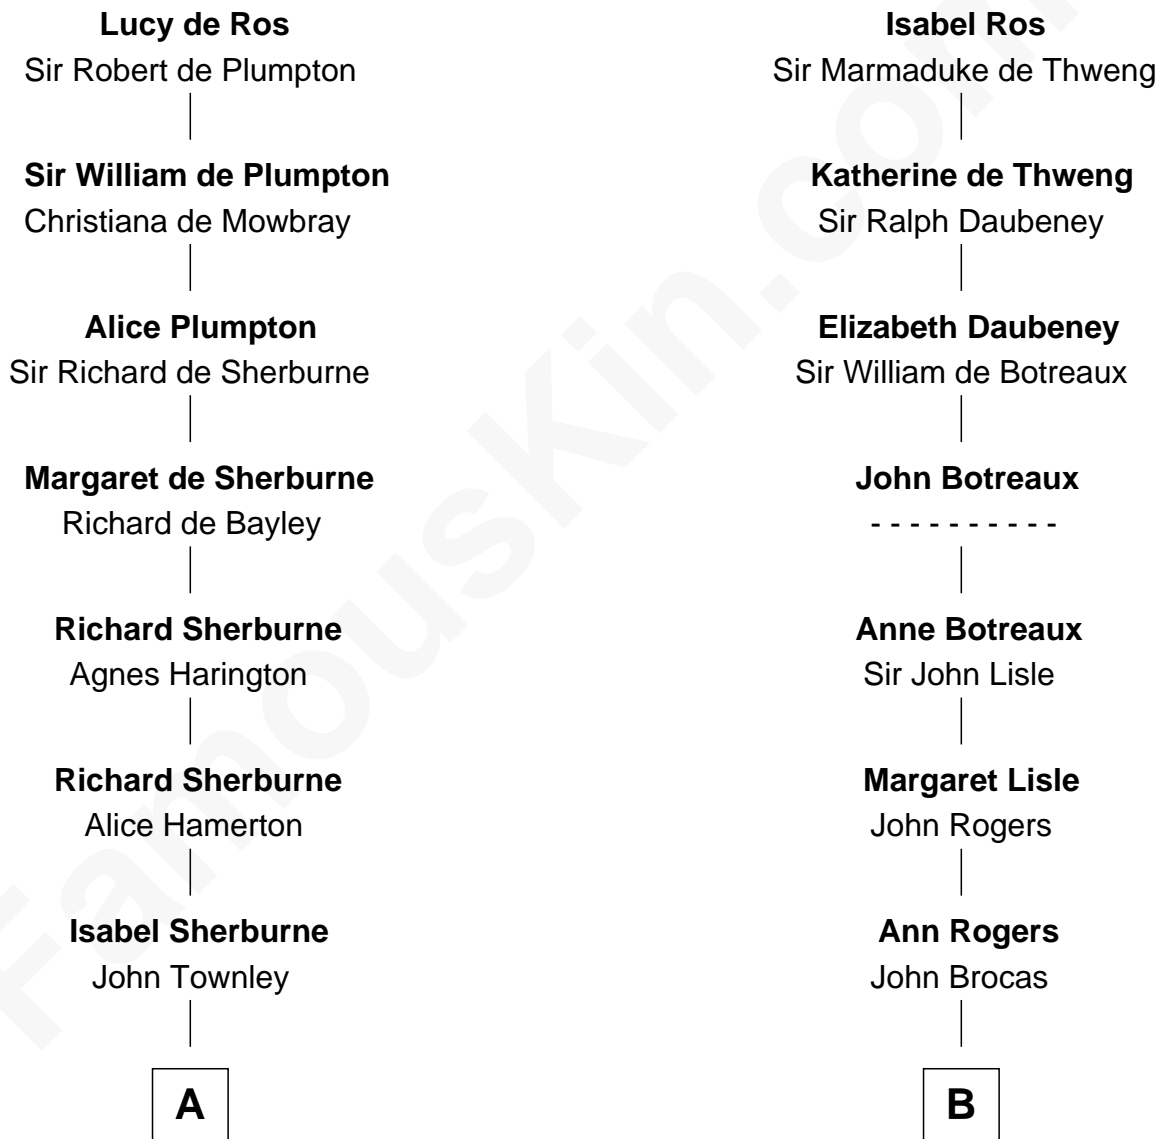 Lucy de Ros
Sir Robert de Plumpton
Sir William de Plumpton
Christiana de Mowbray
Alice Plumpton
Sir Richard de Sherburne
Margaret de Sherburne
Richard de Bayley
Richard Sherburne
Agnes Harington
Richard Sherburne
Alice Hamerton
Isabel Sherburne
John Townley
A
Isabel Ros
Sir Marmaduke de Thweng
Katherine de Thweng
Sir Ralph Daubeney
Elizabeth Daubeney
Sir William de Botreaux
John Botreaux
- - - - - - - - - -
Anne Botreaux
Sir John Lisle
Margaret Lisle
John Rogers
Ann Rogers
John Brocas
B
FamousKin.com